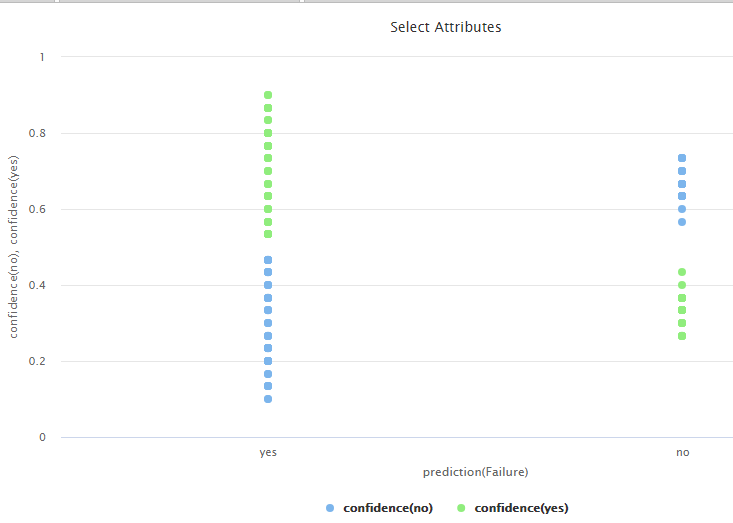 Select Attributes
1
0.8
0.6
0.4
0.2
0
confidence(no), confidence(yes)
yes no
prediction(Failure)
confidence(no) confidence(yes)